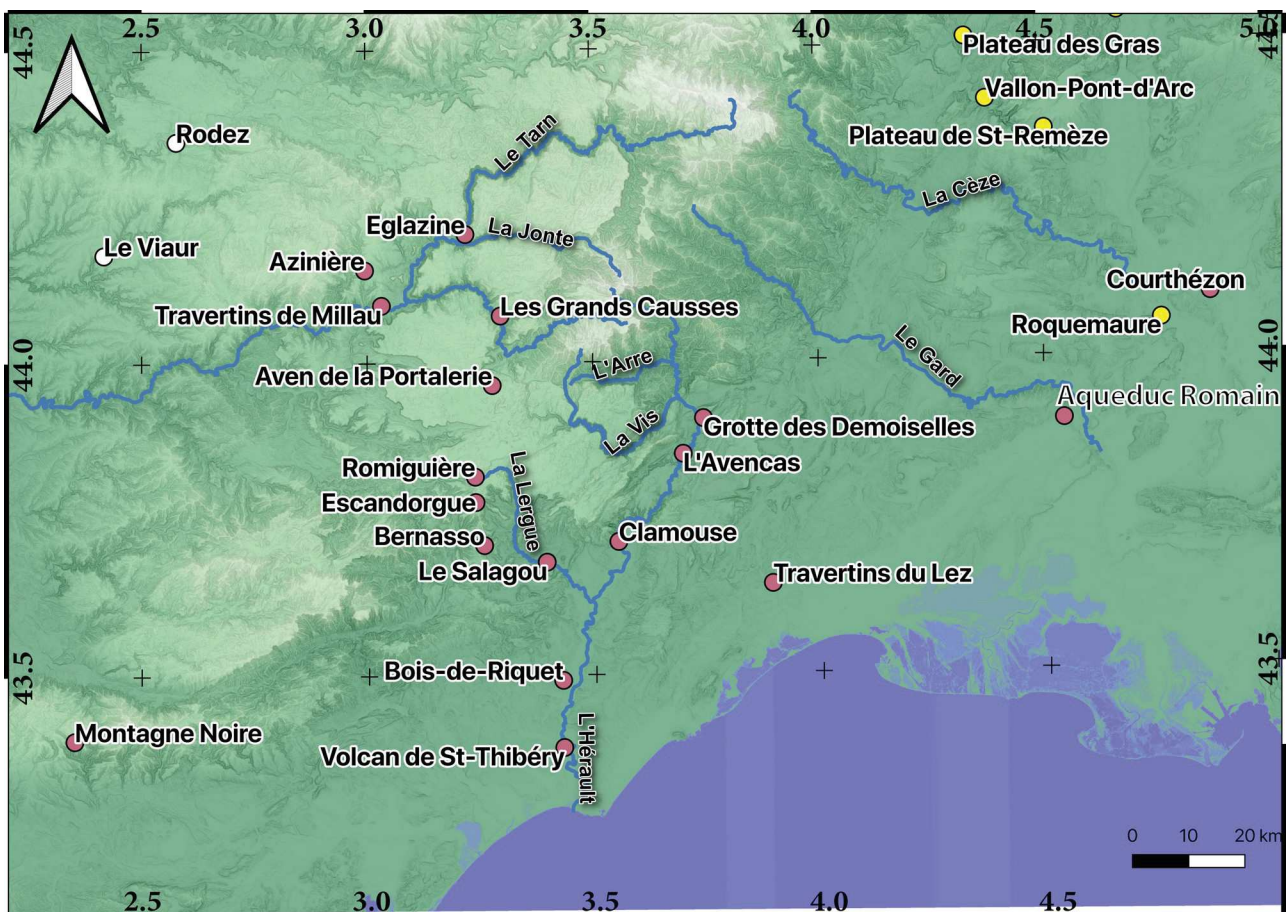 2.5
3.0
3.5
4.0
4.5
5.0
44.5
44.5
Plateau des Gras
Vallon-Pont-d'Arc
Rodez
Le Tarn
Plateau de St-Remèze
La Cèze
Eglazine
La Jonte
Le Viaur
Azinière
Courthézon
Travertins de Millau
Les Grands Causses
Roquemaure
44.0
44.0
Aven de la Portalerie
L'Arre
Le Gard
Aqueduc Romain
La Vis
Grotte des Demoiselles
L'Avencas
Romiguière
La Lergue
Escandorgue
Bernasso
Clamouse
Le Salagou
Travertins du Lez
43.5
43.5
Bois-de-Riquet
Montagne Noire
Volcan de St-Thibéry
L'Hérault
0 10 20 km
2.5
3.0
3.5
4.0
4.5